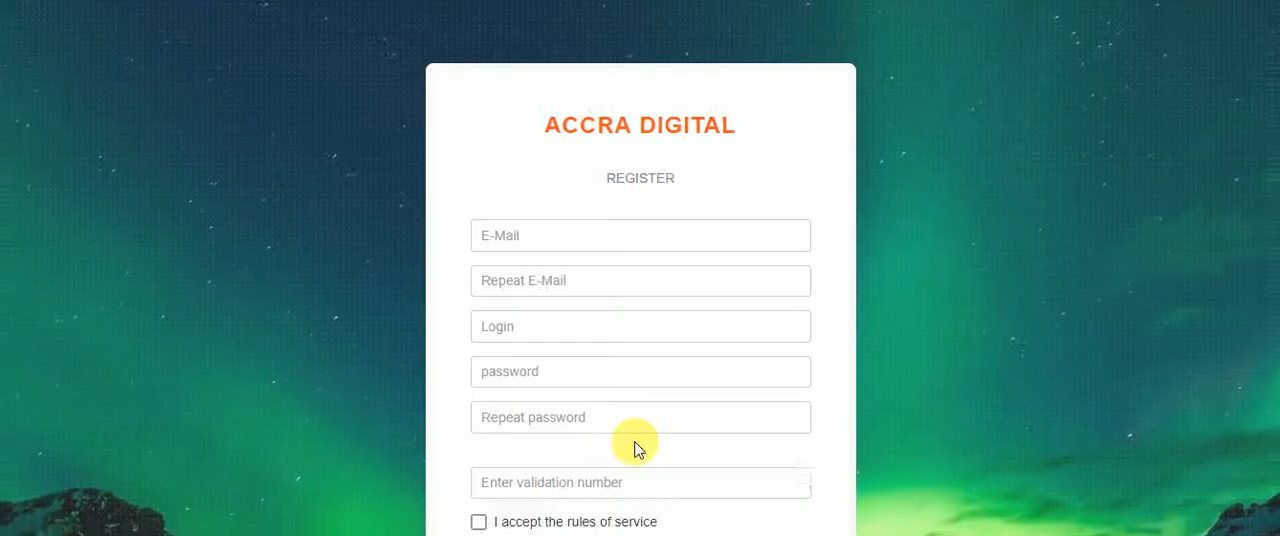 ACCRA DIGITAL
REGISTER
E-Mail
Repeat E-Mail
Login
password
Repeat password
Enter validation number
I accept the rules of service